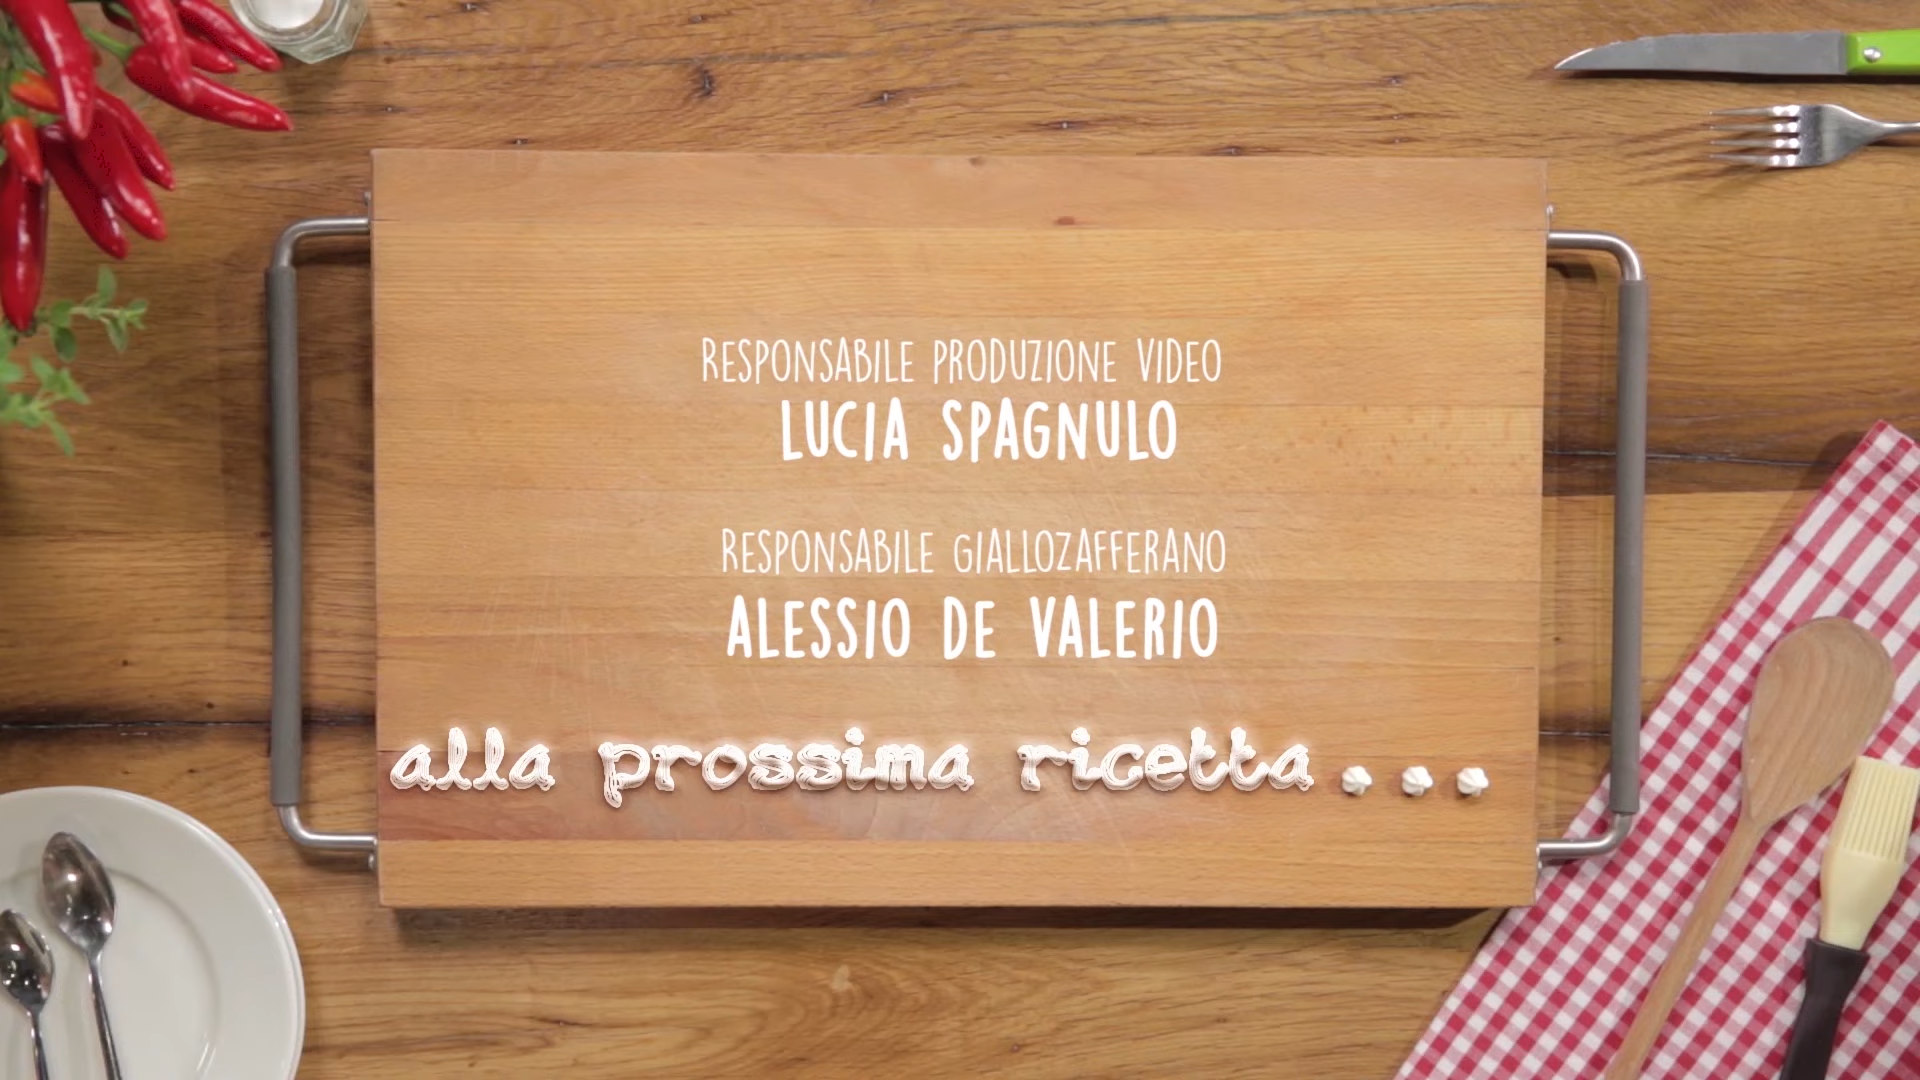 RESPONSABILE PRODUZIONE VIDEO
LUCIA SPAGNULO
RESPONSABILE GIALLOZAFFERANO
ALESSIO DE VALERIO
alla prossima ricetta...